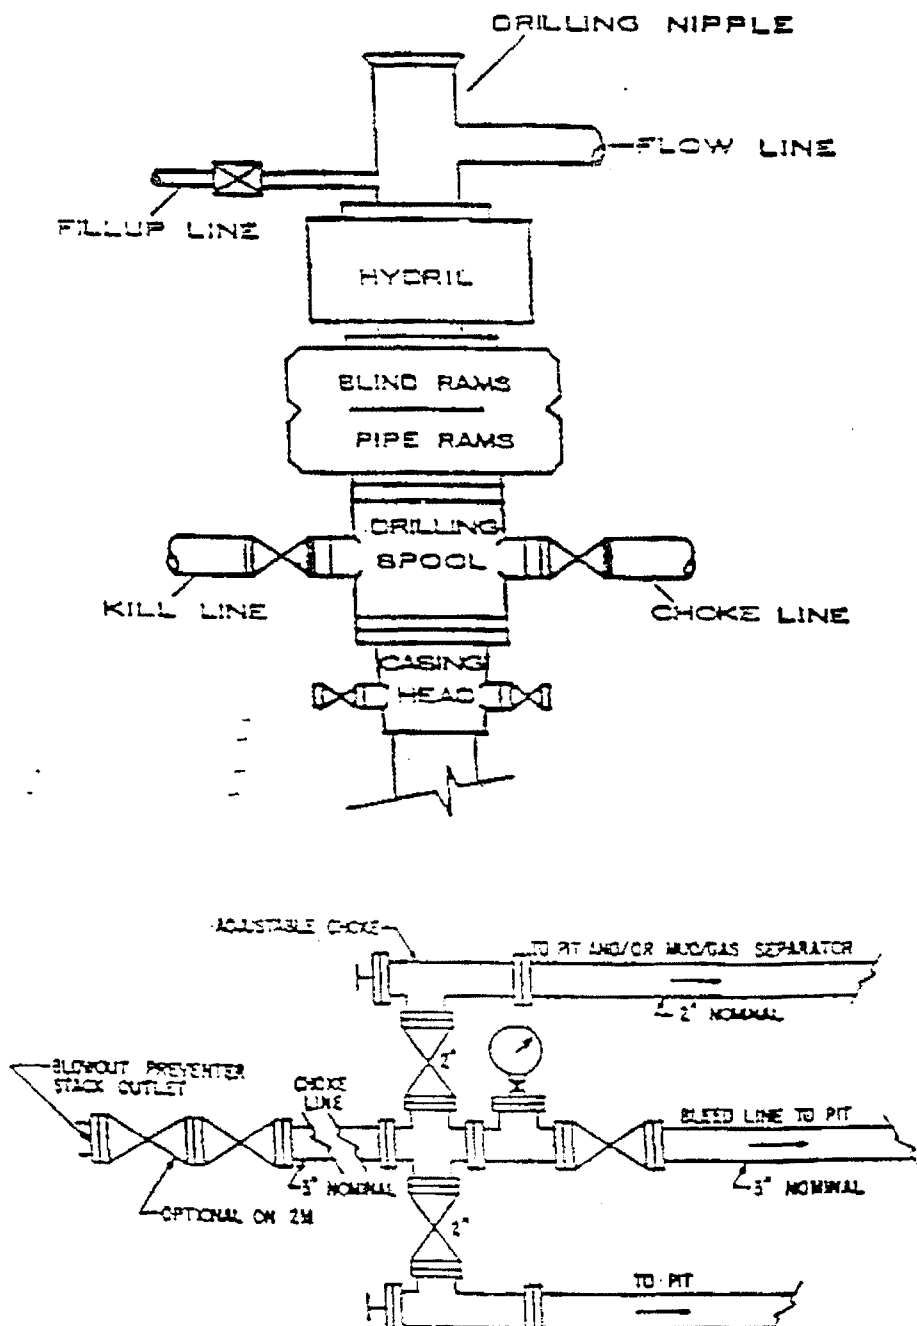 DRILLING NIPPLE
FLOW LINE
FILLUP LINE
HYDRIL
BLIND RAMS
PIPE RAMS
DRILLING
SPOOL
KILL LINE
CHOKE LINE
CASING
HEAD
ADJUSTABLE CHOKE
TO PIT AND/OR MUD/GAS SEPARATOR
2" NOMINAL
2"
BLOWOUT PREVENTER
STACK OUTLET
CHOKE
LINE
BLEED LINE TO PIT
3" NOMINAL
3" NOMINAL
OPTIONAL ON 2M
2"
TO PIT